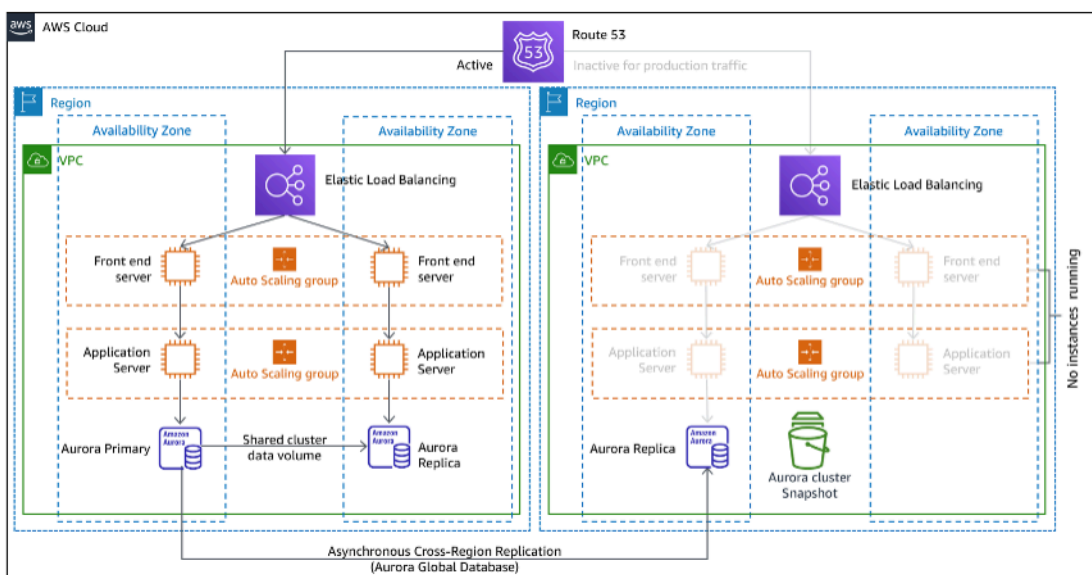 aws
AWS Cloud
Route 53
53
Active
Inactive for production traffic
Region
Availability Zone
Availability Zone
VPC
Elastic Load Balancing
Front end
server
Auto Scaling group
Front end
server
Application
Server
Auto Scaling group
Application
Server
Aurora Primary
Amazon
Aurora
Shared cluster
data volume
Amazon
Aurora
Aurora
Replica
Region
Availability Zone
Availability Zone
VPC
Elastic Load Balancing
Front end
server
Auto Scaling group
Front end
server
Application
Server
Auto Scaling group
Application
Server
No instances running
Aurora Replica
Amazon
Aurora
Aurora cluster
Snapshot
Asynchronous Cross-Region Replication
(Aurora Global Database)